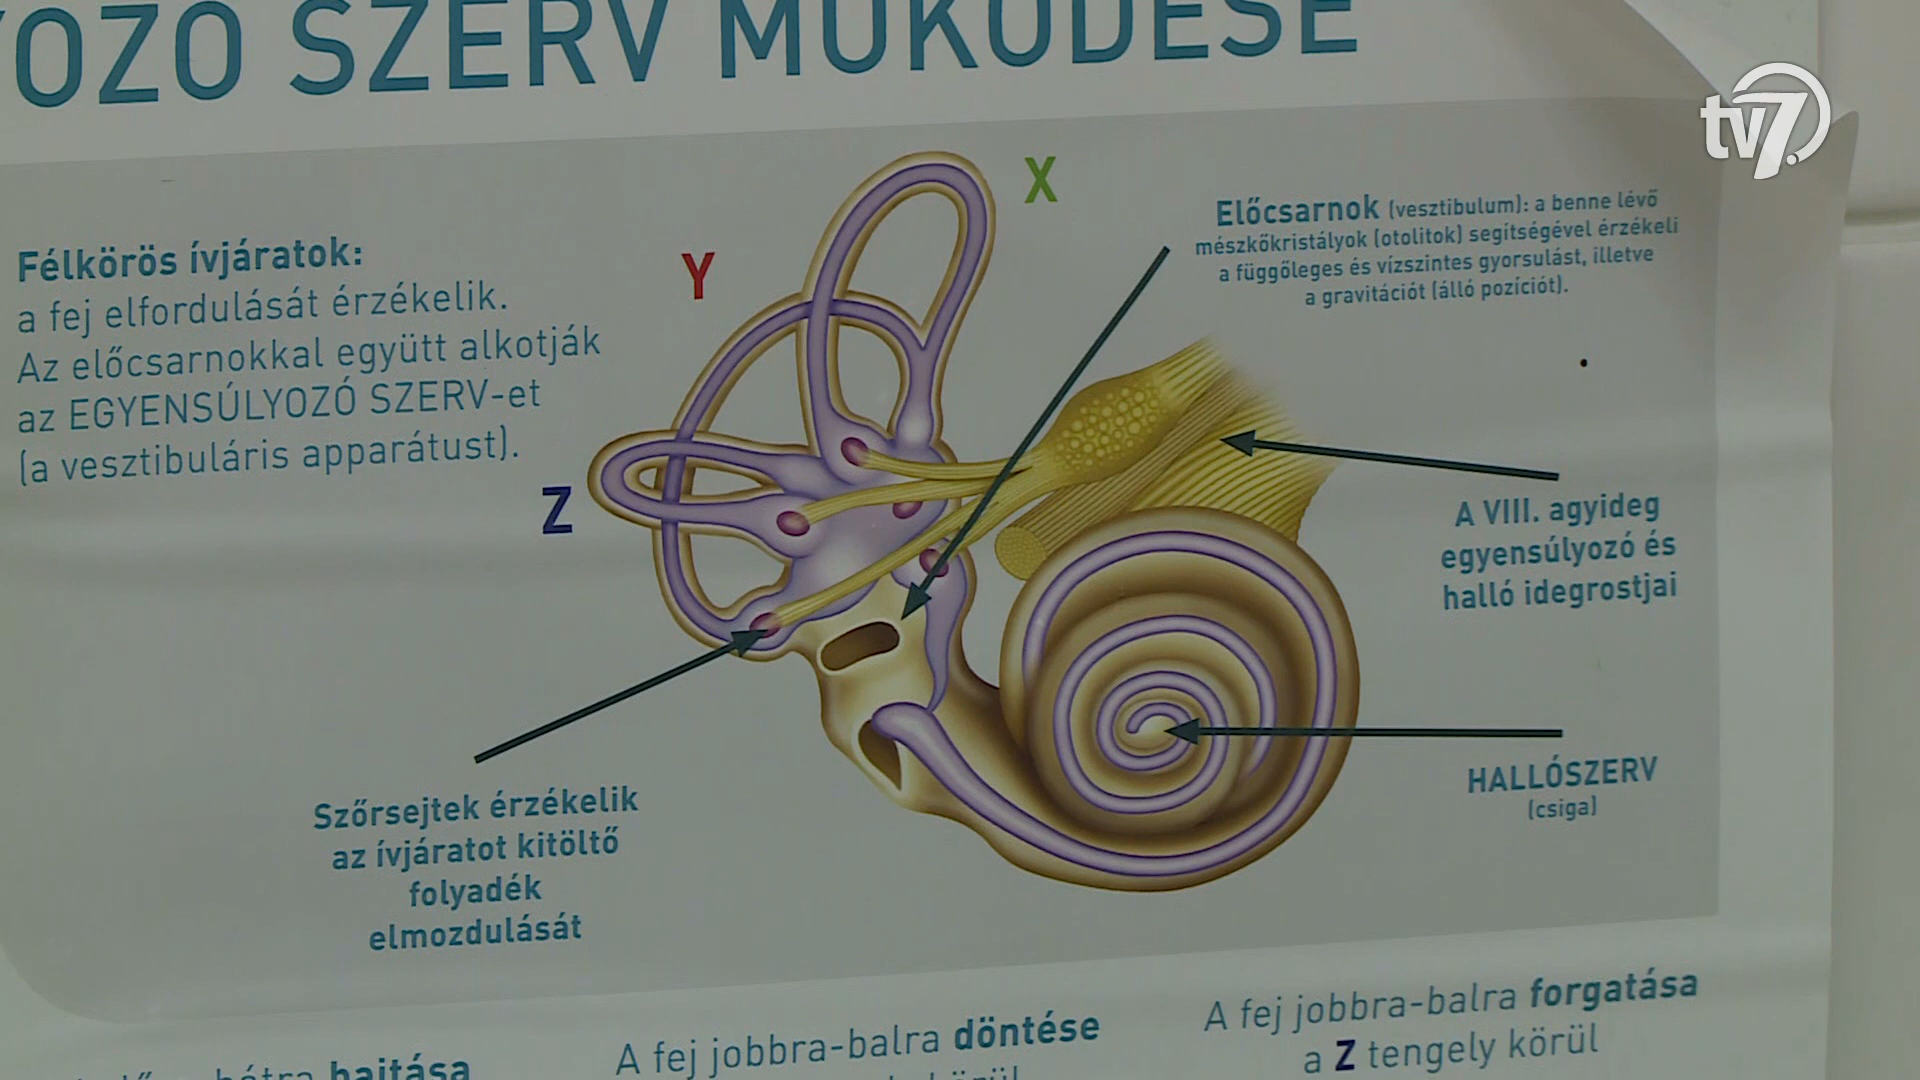 SZERV MŰKÖDÉSE
tv7.
X
Y
Z
Félkörös ívjáratok:
a fej elfordulását érzékelik.
Az előcsarnokkal együtt alkotják
az EGYENSÚLYOZÓ SZERV-et
(a vesztibuláris apparátust).
Előcsarnok (vesztibulum): a benne lévő
mészkőkristályok (otolitok) segítségével érzékeli
a függőleges és vízszintes gyorsulást, illetve
a gravitációt (álló pozíciót).
A VIII. agyideg
egyensúlyozó és
halló idegrostjai
HALLÓSZERV
(csiga)
Szőrsejtek érzékelik
az ívjáratot kitöltő
folyadék
elmozdulását
hajtása
A fej jobbra-balra döntése
A fej jobbra-balra forgatása
a Z tengely körül